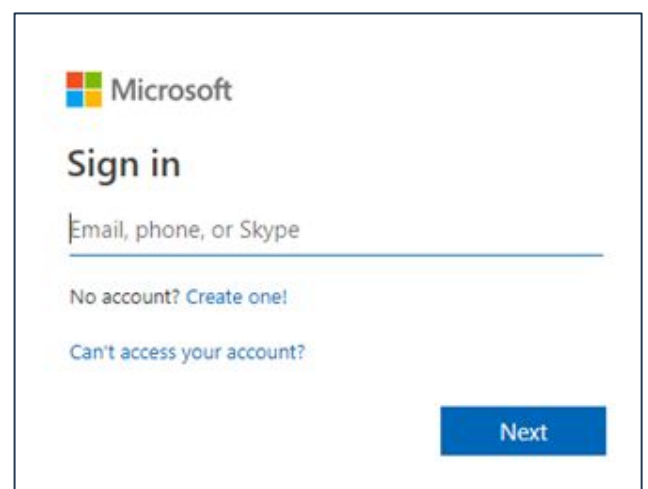 Microsoft
Sign in
Email, phone, or Skype
No account? Create one!
Can't access your account?
Next